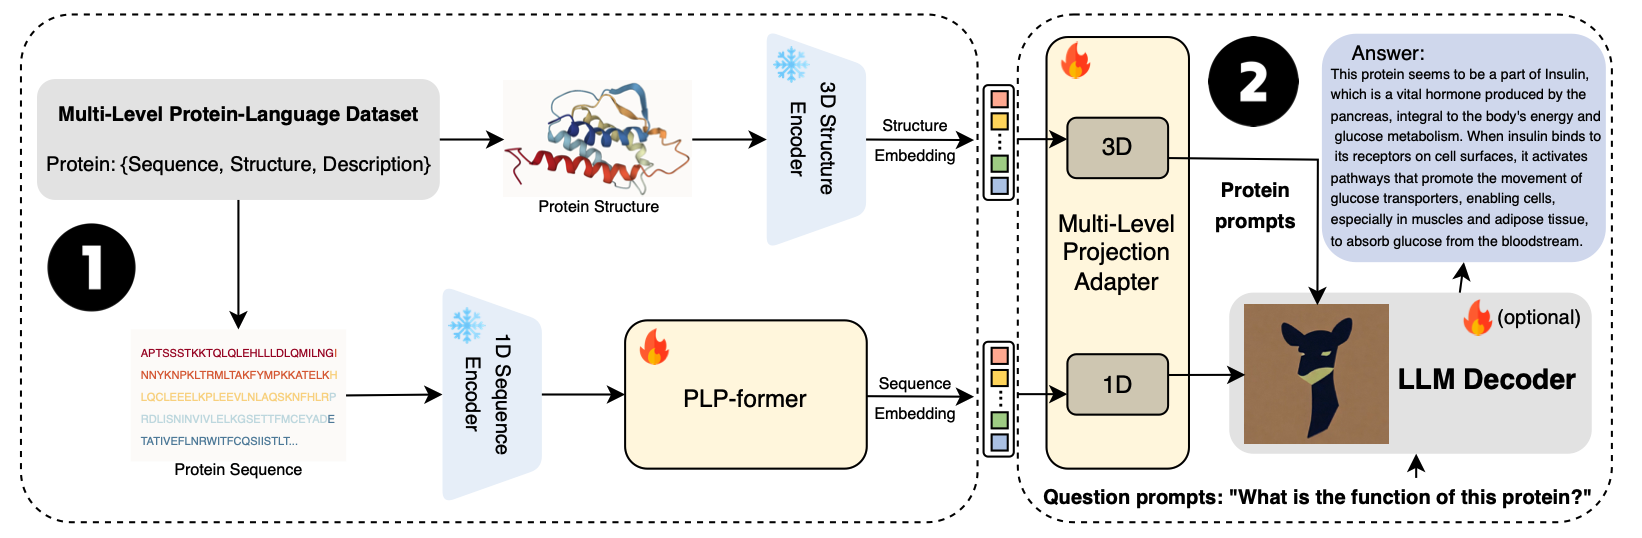 1
Multi-Level Protein-Language Dataset
Protein: {Sequence, Structure, Description}
Protein Structure
3D Structure
Encoder
Structure
Embedding
APTSSSTKKTQLQLEHLLLDLQMILNGI
NNYKNPKLTRMLTAKFYMPKKATELKH
LQCLEEELKPLEEVLNLAQSKNFHLRP
RDLISNINVIVLELKGSETTFMCEYADE
TATIVEFLNRWITFCQSIISTLT...
Protein Sequence
1D Sequence
Encoder
PLP-former
Sequence
Embedding
2
3D
Multi-Level
Projection
Adapter
1D
Protein
prompts
Answer:
This protein seems to be a part of Insulin,
which is a vital hormone produced by the
pancreas, integral to the body's energy and
glucose metabolism. When insulin binds to
its receptors on cell surfaces, it activates
pathways that promote the movement of
glucose transporters, enabling cells,
especially in muscles and adipose tissue,
to absorb glucose from the bloodstream.
(optional)
LLM Decoder
Question prompts: "What is the function of this protein?"